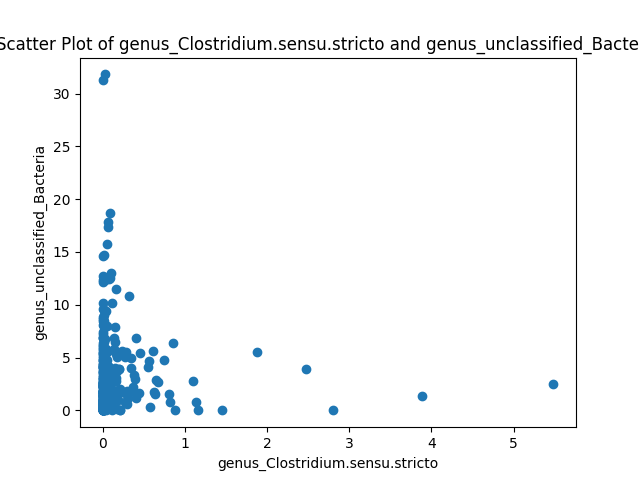 Scatter Plot of genus_Clostridium.sensu.stricto and genus_unclassified_Bacte
30
25
20
15
10
5
0
genus_unclassified_Bacteria
0 1 2 3 4 5
genus_Clostridium.sensu.stricto